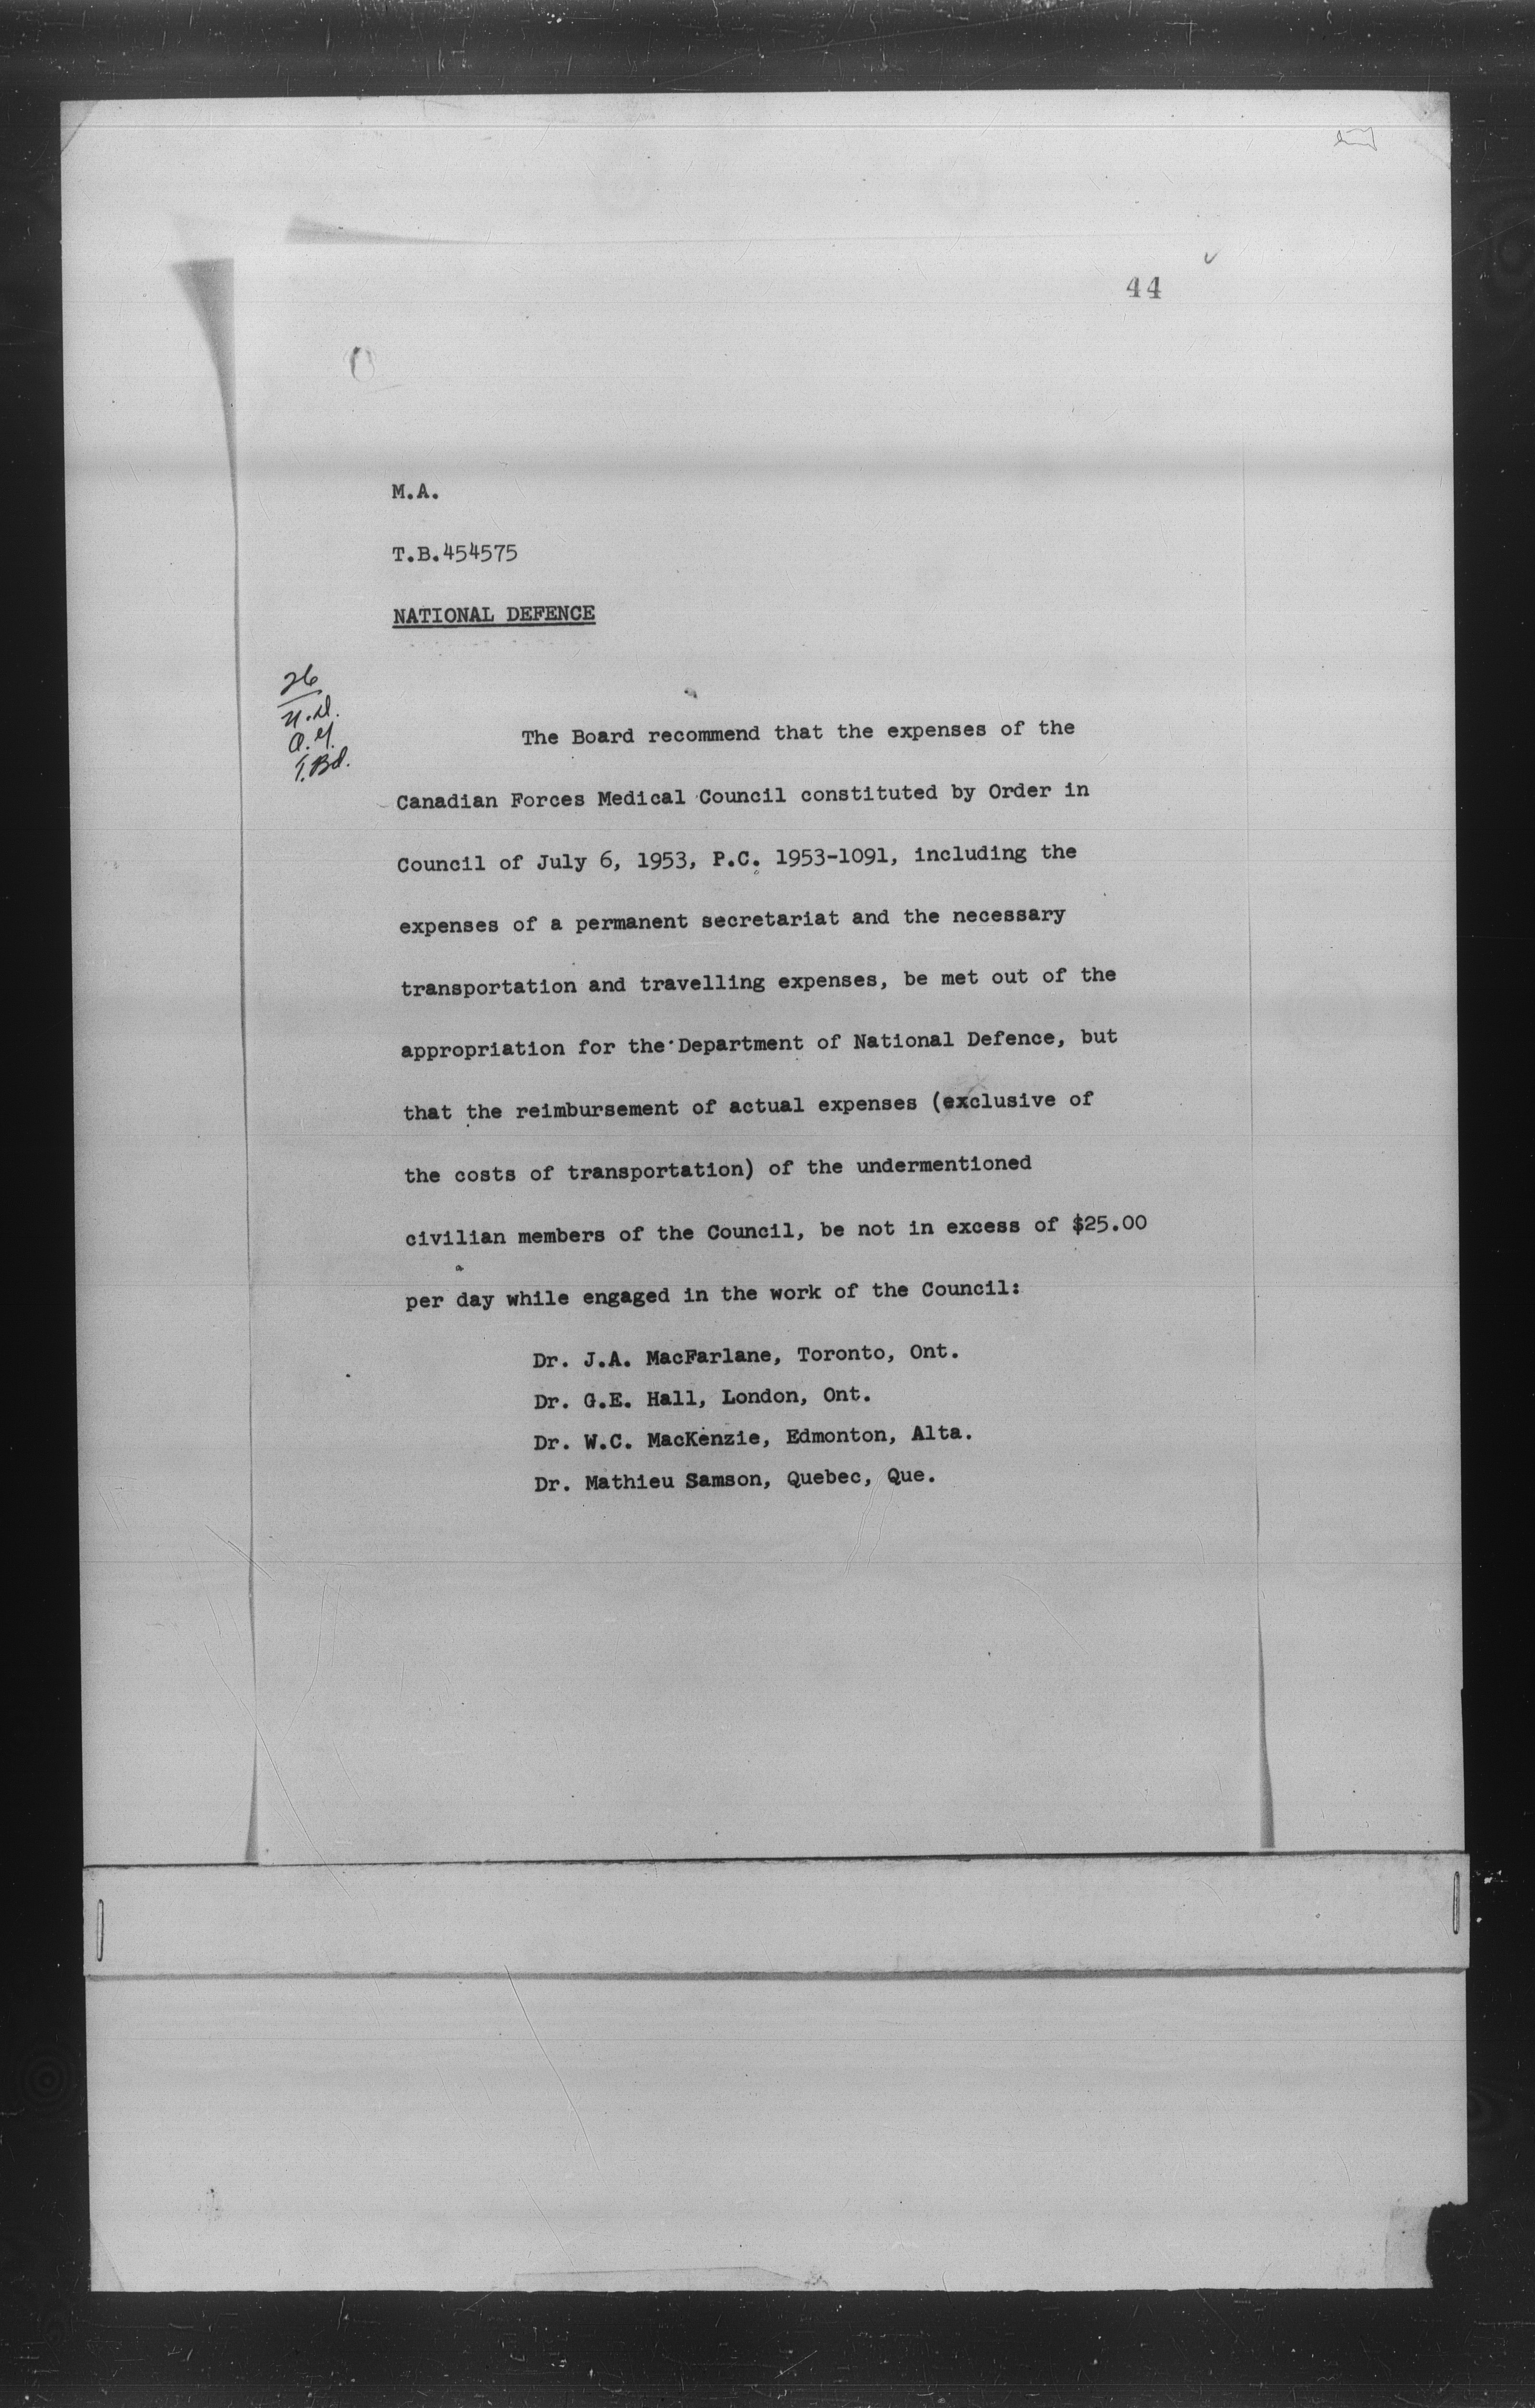 44
M.A.
T.B.454575
NATIONAL DEFENCE
26
N.D.
A.G.
T.Bd.
The Board recommend that the expenses of the
Canadian Forces Medical Council constituted by Order in
Council of July 6, 1953, P.C. 1953-1091, including the
expenses of a permanent secretariat and the necessary
transportation and travelling expenses, be met out of the
appropriation for the Department of National Defence, but
that the reimbursement of actual expenses (exclusive of
the costs of transportation) of the undermentioned
civilian members of the Council, be not in excess of $25.00
per day while engaged in the work of the Council:
Dr. J.A. MacFarlane, Toronto, Ont.
Dr. G.E. Hall, London, Ont.
Dr. W.C. MacKenzie, Edmonton, Alta.
Dr. Mathieu Samson, Quebec, Que.